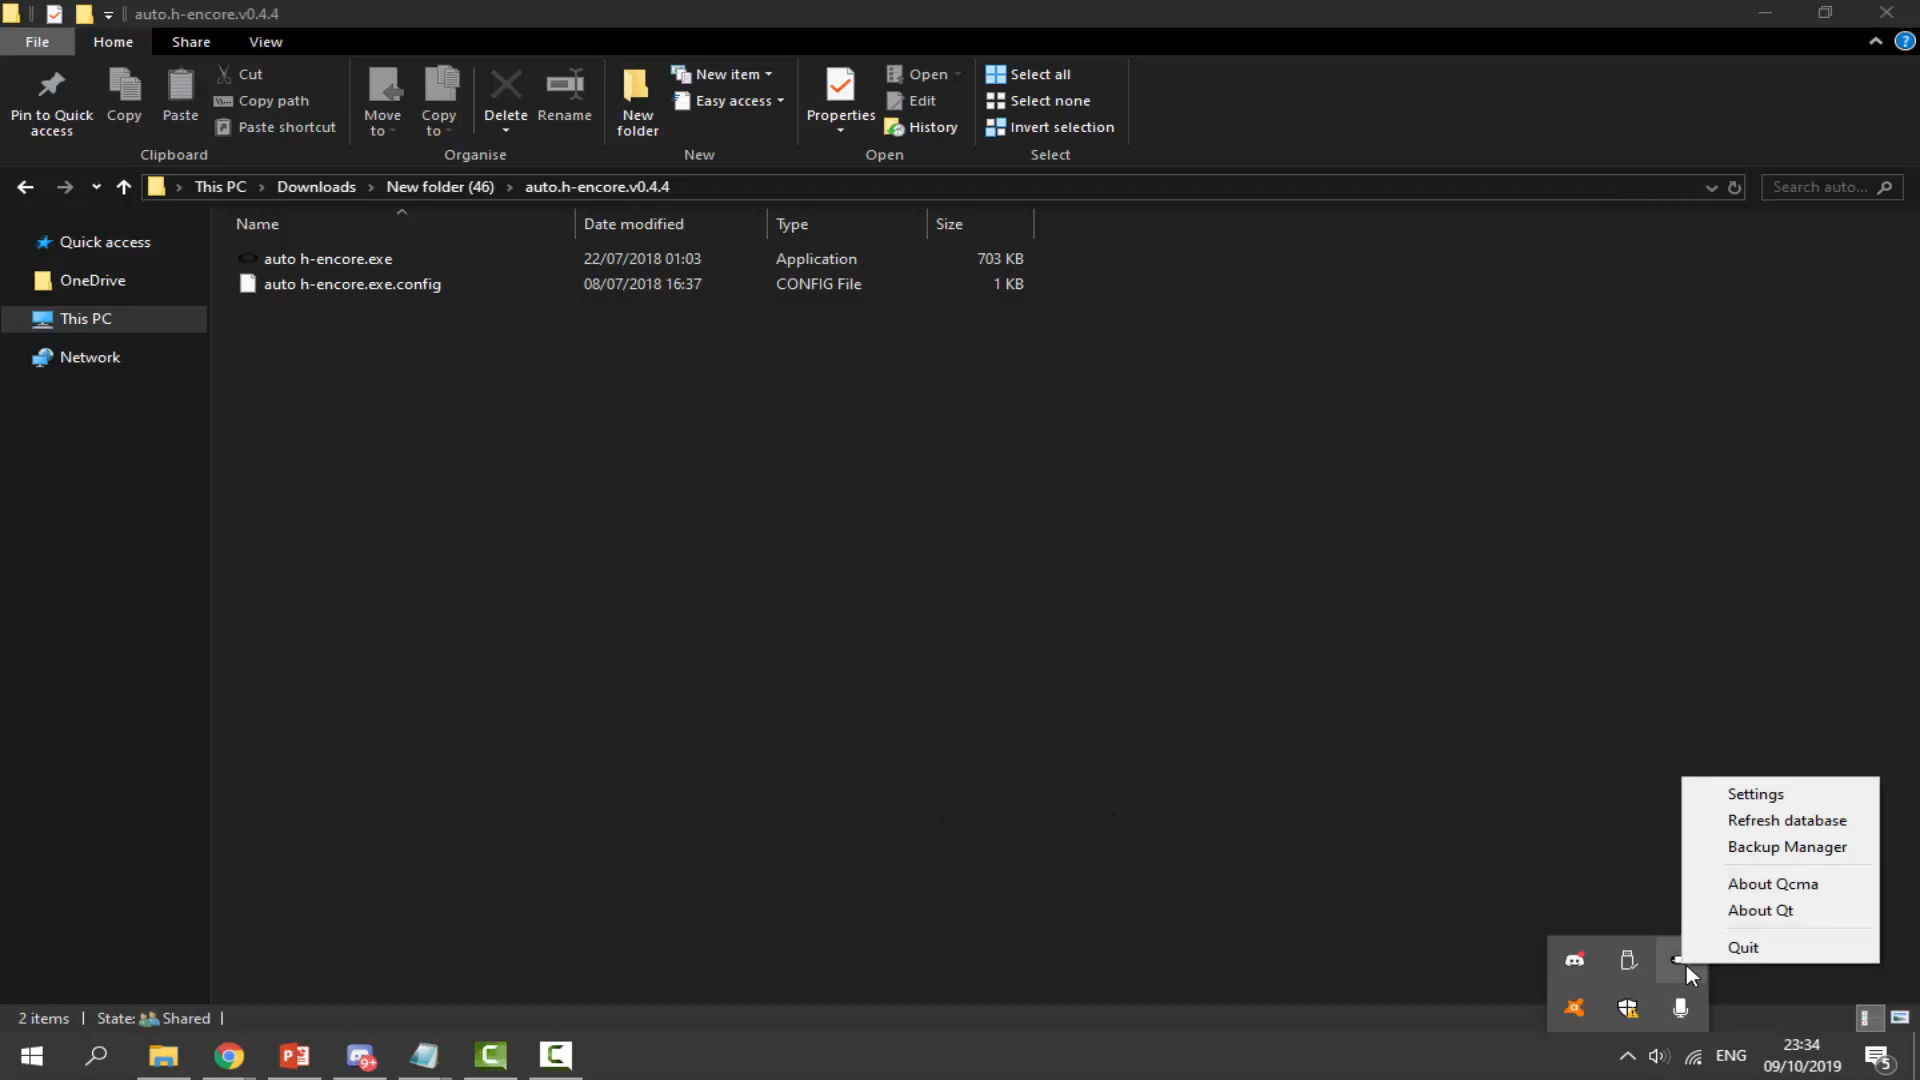 auto.h-encore.v0.4.4
File Home Share View
Pin to Quick access
Copy
Paste
Cut
Copy path
Paste shortcut
Clipboard
Move to
Copy to
Delete
Rename
Organise
New folder
New item
Easy access
New
Properties
Open
Edit
History
Open
Select all
Select none
Invert selection
Select
This PC > Downloads > New folder (46) > auto.h-encore.v0.4.4
Search auto...
Quick access
OneDrive
This PC
Network
Name Date modified Type Size
auto h-encore.exe 22/07/2018 01:03 Application 703 KB
auto h-encore.exe.config 08/07/2018 16:37 CONFIG File 1 KB
Settings
Refresh database
Backup Manager
About Qcma
About Qt
Quit
2 items State: Shared
9+
ENG
23:34
09/10/2019
5